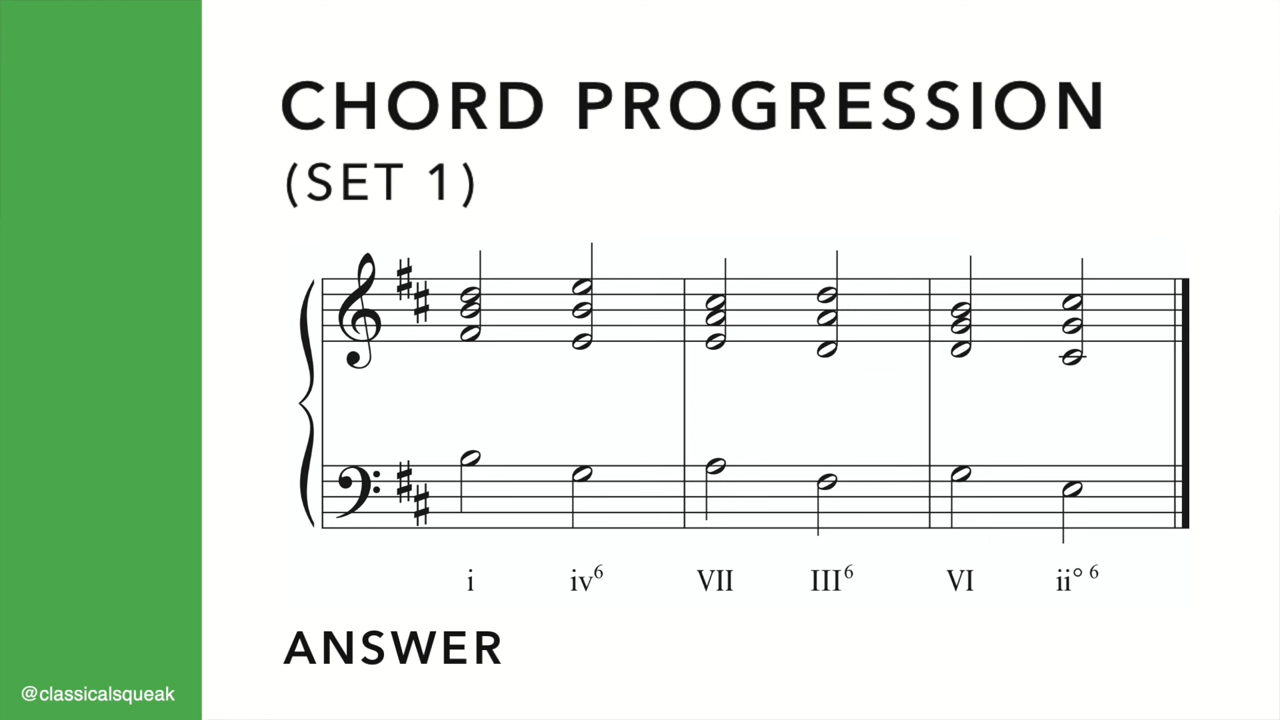 CHORD PROGRESSION
(SET 1)
i iv⁶ VII III⁶ VI ii° ⁶
ANSWER
@classicalsqueak